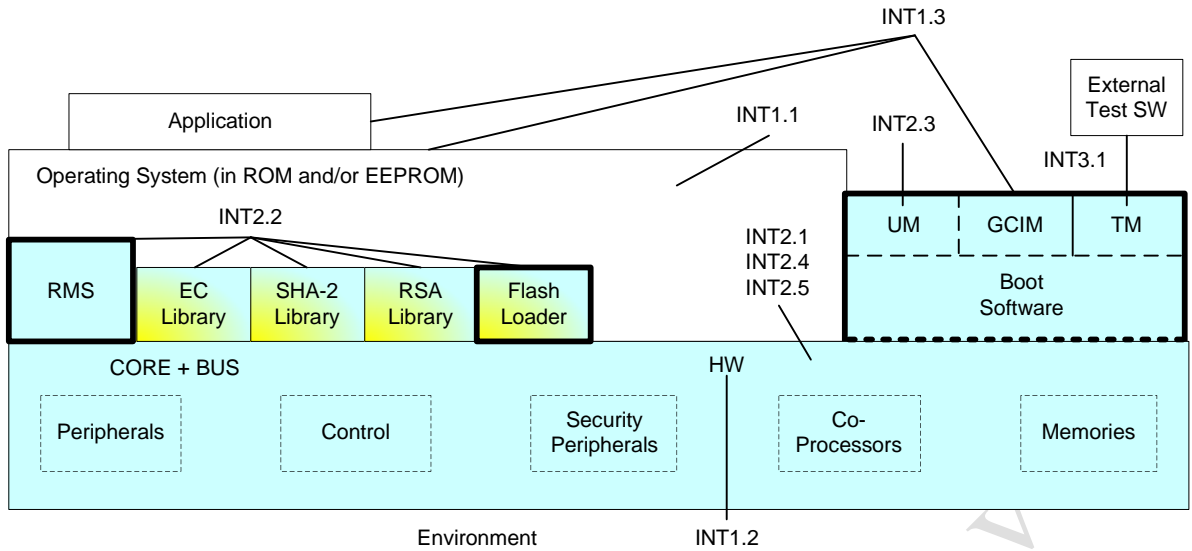 INT1.3
External
Test SW
Application
INT1.1
INT2.3
INT3.1
Operating System (in ROM and/or EEPROM)
INT2.2
UM
GCIM
TM
INT2.1
INT2.4
INT2.5
RMS
EC
Library
SHA-2
Library
RSA
Library
Flash
Loader
Boot
Software
CORE + BUS
HW
Peripherals
Control
Security
Peripherals
Co-
Processors
Memories
Environment
INT1.2